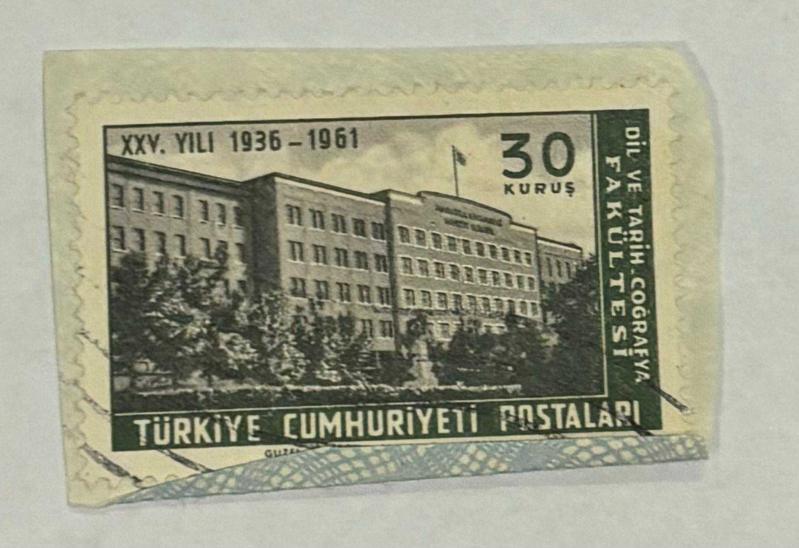 XXV. YILI 1936-1961
30
KURUŞ
DİL VE TARİH-COĞRAFYA
FAKÜLTESİ
TÜRKİYE CUMHURİYETİ POSTALARI